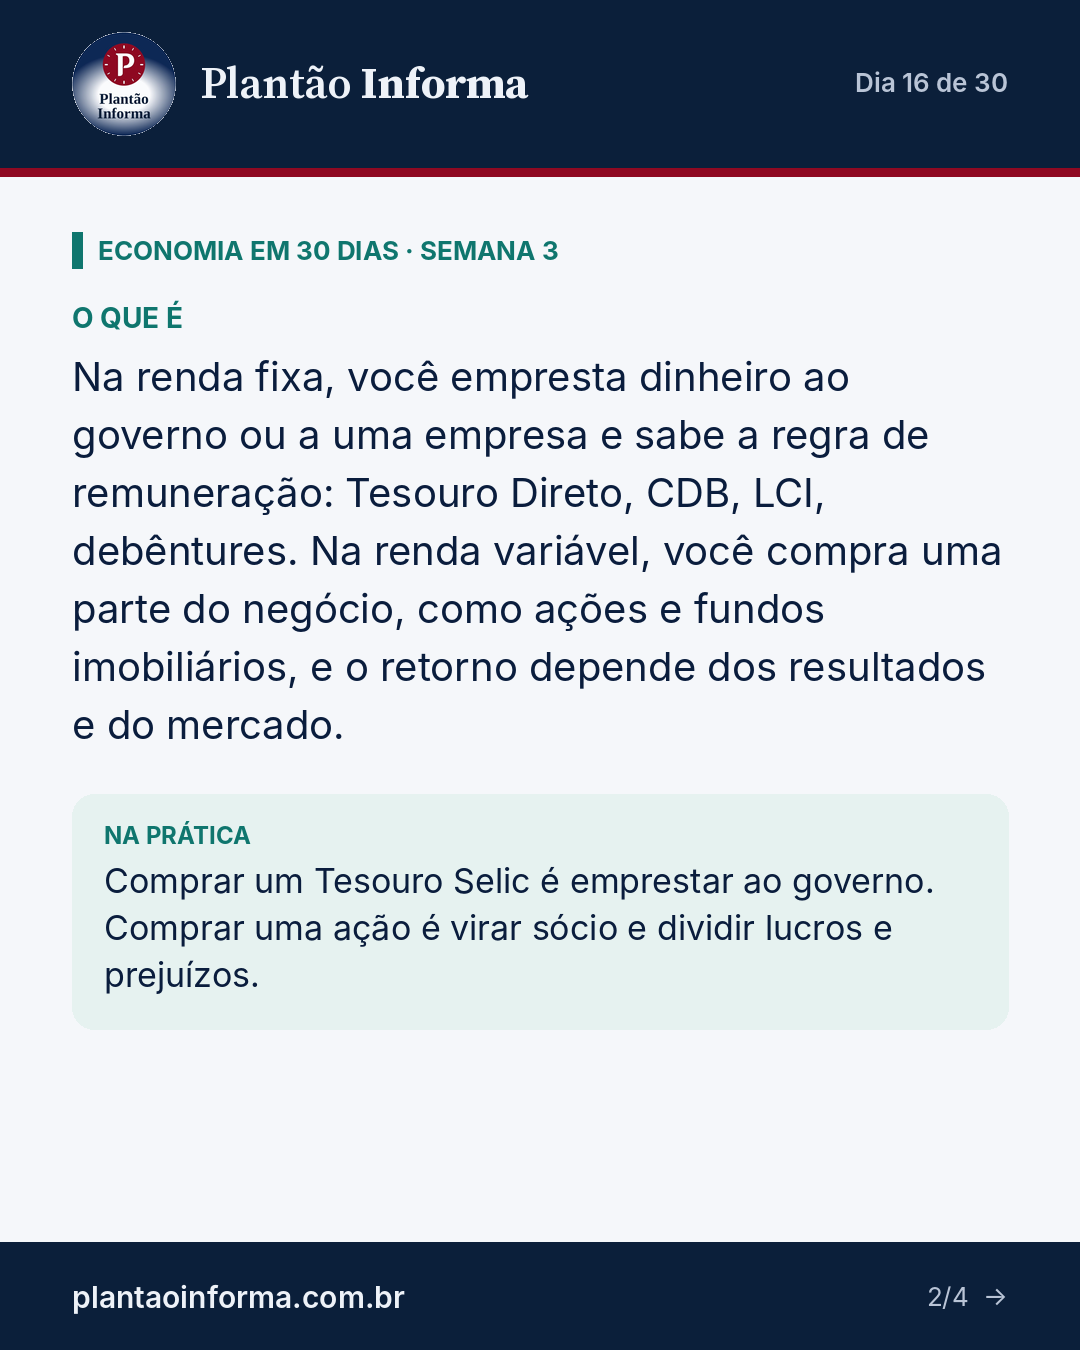 P
Plantão
Informa
Plantão Informa
Dia 16 de 30
ECONOMIA EM 30 DIAS · SEMANA 3
O QUE É
Na renda fixa, você empresta dinheiro ao
governo ou a uma empresa e sabe a regra de
remuneração: Tesouro Direto, CDB, LCI,
debêntures. Na renda variável, você compra uma
parte do negócio, como ações e fundos
imobiliários, e o retorno depende dos resultados
e do mercado.
NA PRÁTICA
Comprar um Tesouro Selic é emprestar ao governo.
Comprar uma ação é virar sócio e dividir lucros e
prejuízos.
plantaoinforma.com.br
2/4 →